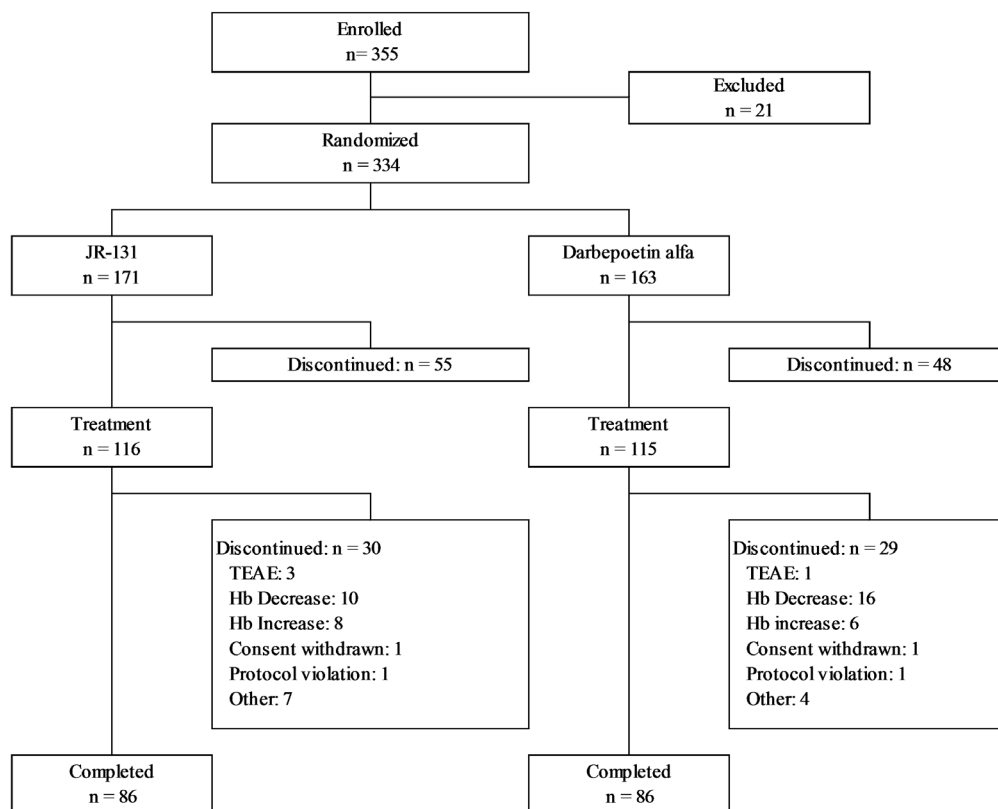 Enrolled
n= 355
Excluded
n = 21
Randomized
n = 334
JR-131
n = 171
Darbepoetin alfa
n = 163
Discontinued: n = 55
Discontinued: n = 48
Treatment
n = 116
Treatment
n = 115
Discontinued: n = 30
TEAE: 3
Hb Decrease: 10
Hb Increase: 8
Consent withdrawn: 1
Protocol violation: 1
Other: 7
Discontinued: n = 29
TEAE: 1
Hb Decrease: 16
Hb increase: 6
Consent withdrawn: 1
Protocol violation: 1
Other: 4
Completed
n = 86
Completed
n = 86